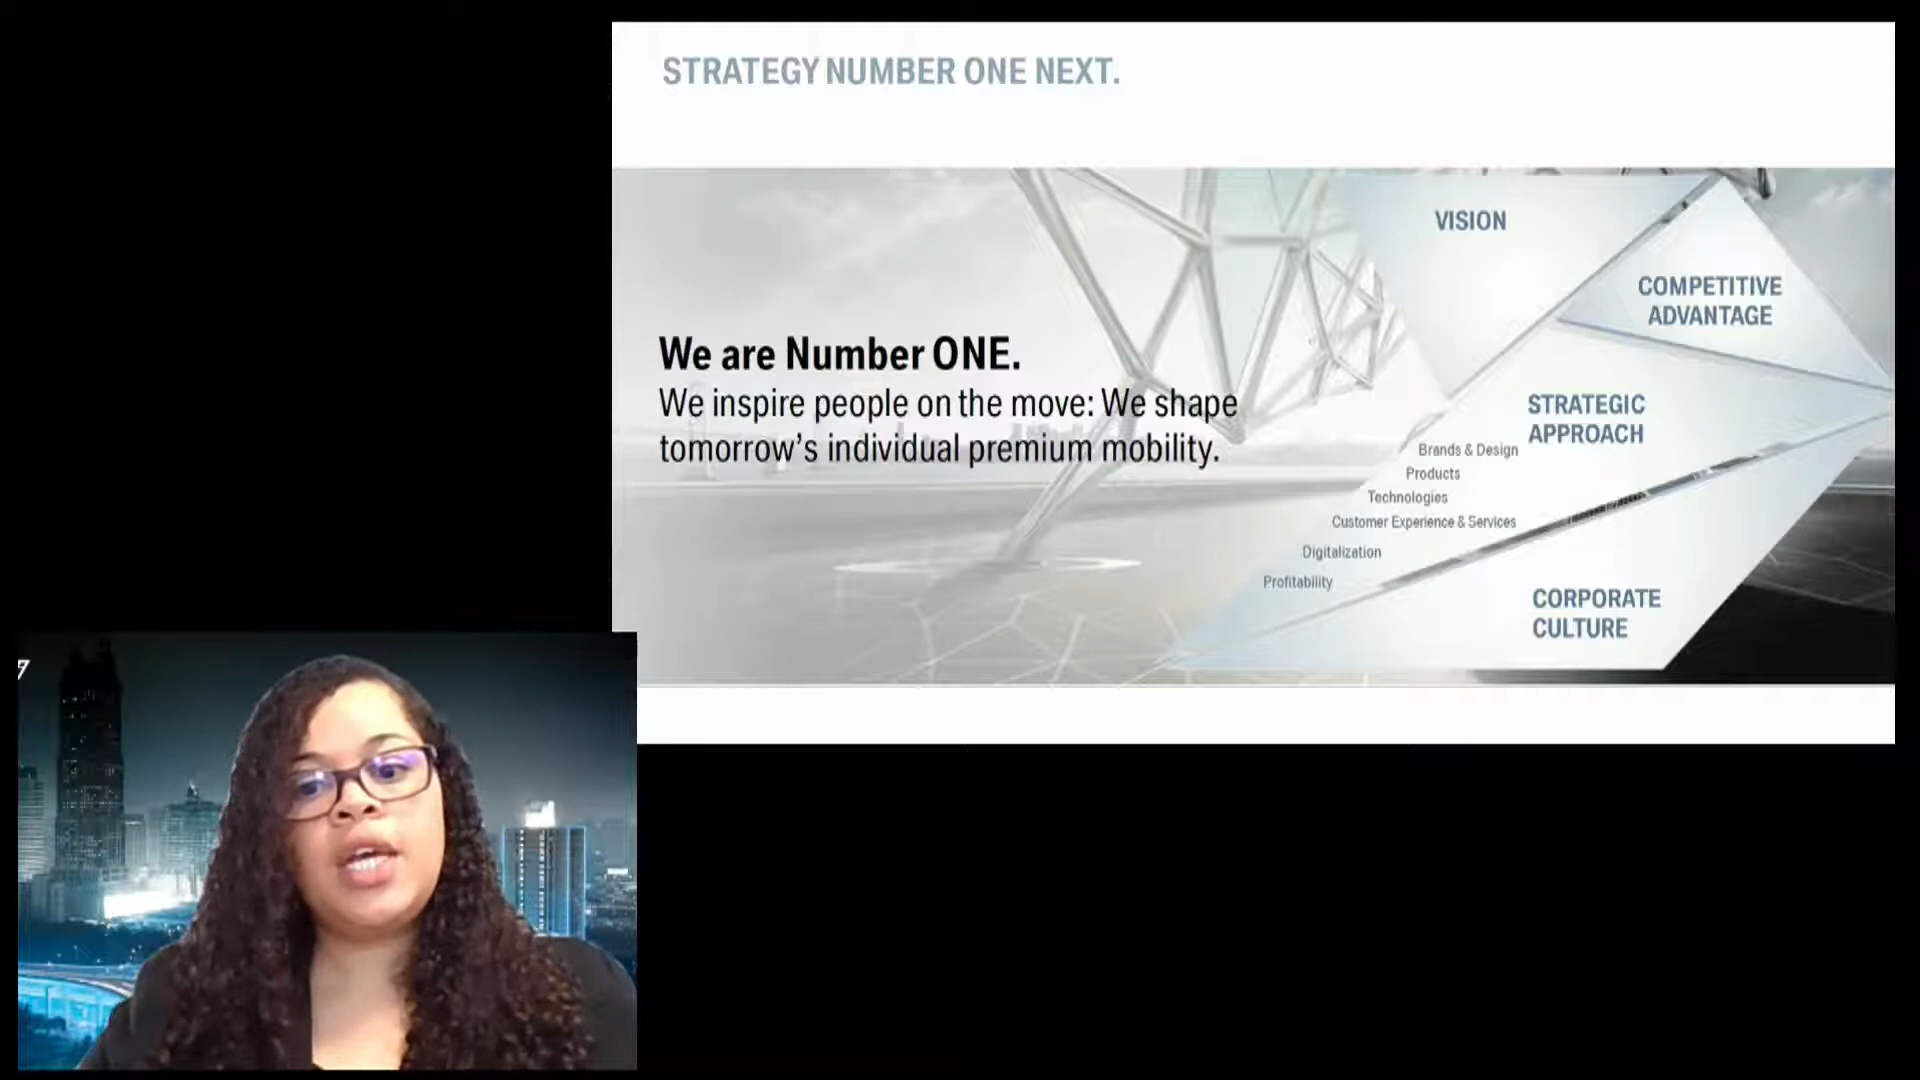 STRATEGY NUMBER ONE NEXT.
We are Number ONE.
We inspire people on the move: We shape
tomorrow's individual premium mobility.
VISION
COMPETITIVE
ADVANTAGE
STRATEGIC
APPROACH
Brands & Design
Products
Technologies
Customer Experience & Services
Digitalization
Profitability
CORPORATE
CULTURE